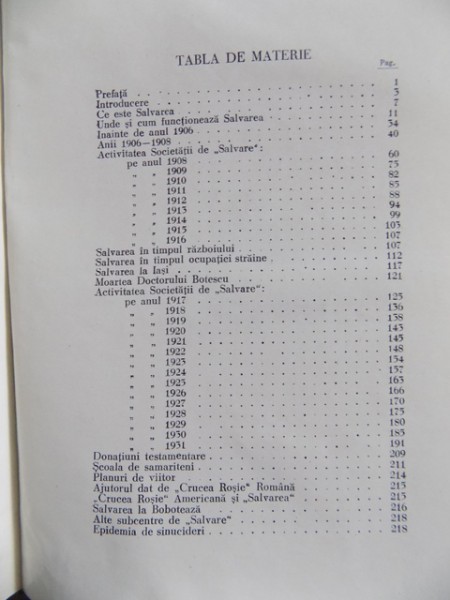 TABLA DE MATERIE
Pag.
Prefață . . . 1
Introducere . . . 3
Ce este Salvarea . . . 7
Unde și cum funcționează Salvarea . . . 11
Inainte de anul 1906 . . . 34
Anii 1906—1908 . . . 40
Activitatea Societății de „Salvare“:
pe anul 1908 . . . 60
„ „ 1909 . . . 75
„ „ 1910 . . . 82
„ „ 1911 . . . 85
„ „ 1912 . . . 88
„ „ 1913 . . . 94
„ „ 1914 . . . 99
„ „ 1915 . . . 103
„ „ 1916 . . . 107
Salvarea în timpul războiului . . . 107
Salvarea în timpul ocupației străine . . . 112
Salvarea la Iași . . . 117
Moartea Doctorului Botescu . . . 121
Activitatea Societății de „Salvare“:
pe anul 1917 . . . 125
„ „ 1918 . . . 136
„ „ 1919 . . . 138
„ „ 1920 . . . 143
„ „ 1921 . . . 145
„ „ 1922 . . . 148
„ „ 1923 . . . 154
„ „ 1924 . . . 157
„ „ 1925 . . . 163
„ „ 1926 . . . 166
„ „ 1927 . . . 170
„ „ 1928 . . . 175
„ „ 1929 . . . 180
„ „ 1930 . . . 185
„ „ 1931 . . . 191
Donațiuni testamentare . . . 209
Școala de samariteni . . . 211
Planuri de viitor . . . 214
Ajutorul dat de „Crucea Roșie“ Română . . . 215
„Crucea Roșie“ Americană și „Salvarea“ . . . 215
Salvarea la Bobotează . . . 216
Alte subcentre de „Salvare“ . . . 218
Epidemia de sinucideri . . . 218